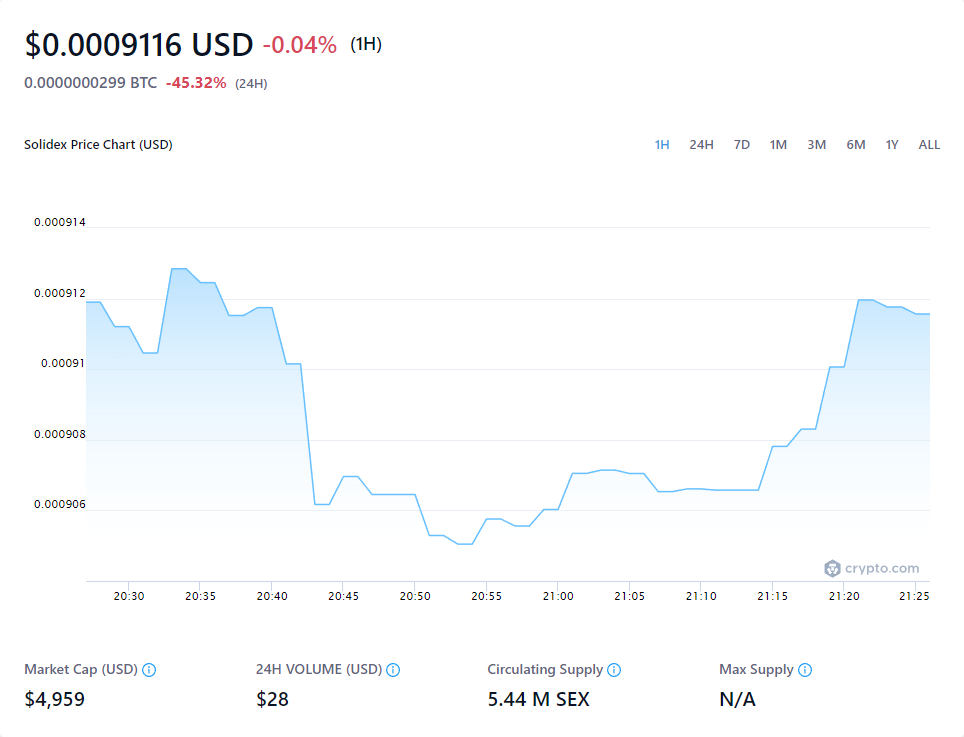 $0.0009116 USD -0.04% (1H)
0.0000000299 BTC -45.32% (24H)
Solidex Price Chart (USD)
1H 24H 7D 1M 3M 6M 1Y ALL
0.000914
0.000912
0.00091
0.000908
0.000906
crypto.com
20:30 20:35 20:40 20:45 20:50 20:55 21:00 21:05 21:10 21:15 21:20 21:25
Market Cap (USD) 24H VOLUME (USD) Circulating Supply Max Supply
$4,959 $28 5.44 M SEX N/A